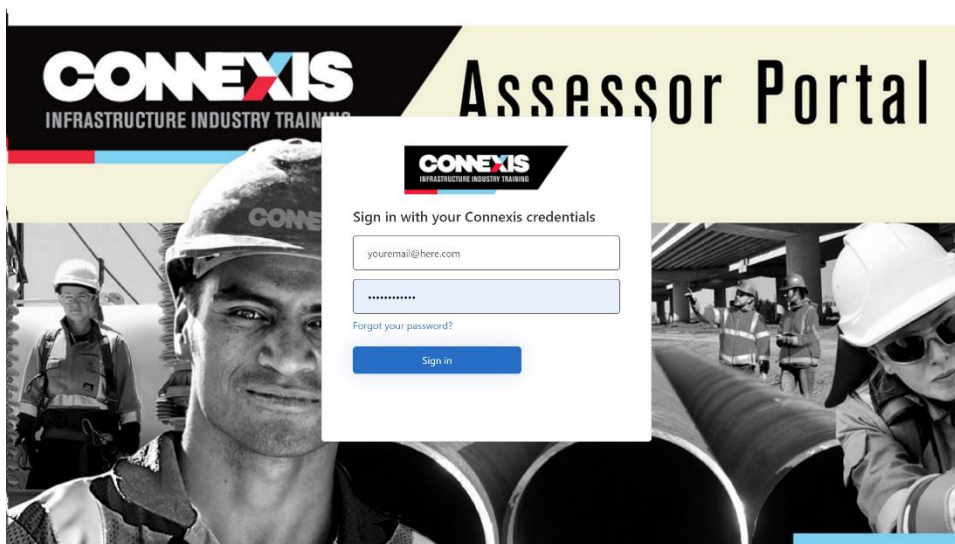 CONNEXIS
INFRASTRUCTURE INDUSTRY
Assessor Portal
CONNEXIS
INFRASTRUCTURE INDUSTRY TRAINING
Sign in with your Connexis credentials
youremail@here.com
••••••••••••
Forgot your password?
Sign in